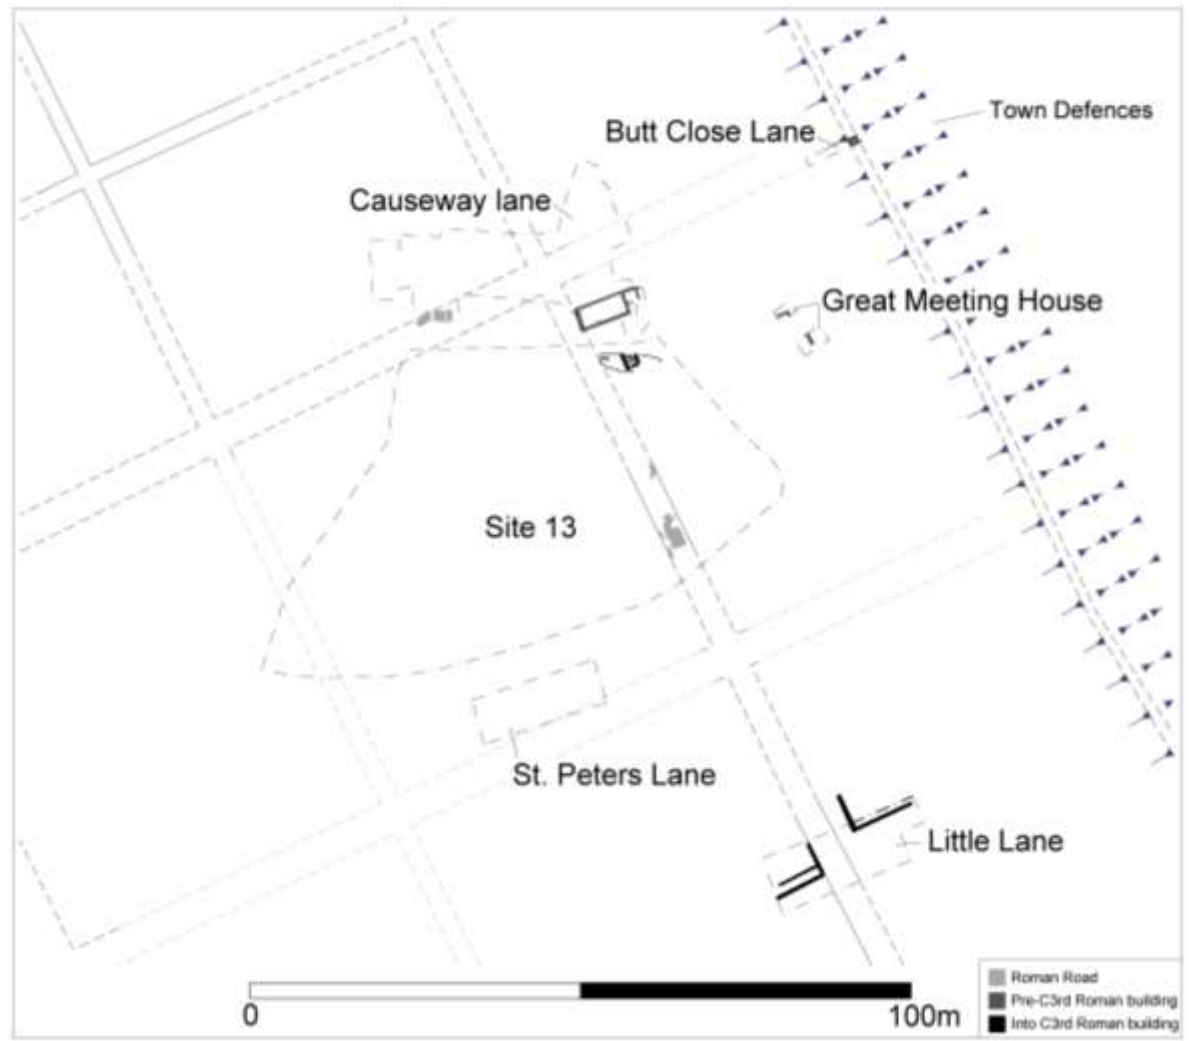 Town Defences
Butt Close Lane
Causeway lane
Great Meeting House
Site 13
St. Peters Lane
Little Lane
0
100m
Roman Road
Pre-C3rd Roman building
Into C3rd Roman building